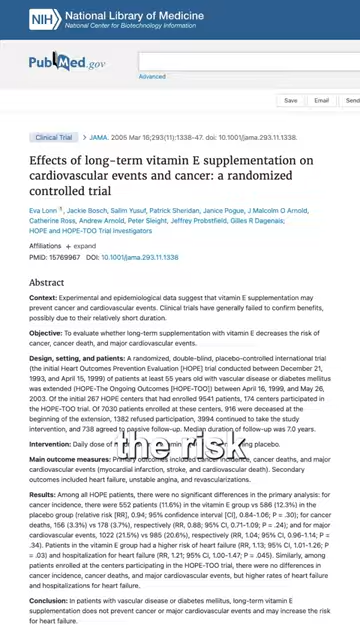 NIH
National Library of Medicine
National Center for Biotechnology Information
PubMed.gov
Advanced
Save Email Send
Clinical Trial > JAMA. 2005 Mar 16;293(11):1338-47. doi: 10.1001/jama.293.11.1338.
Effects of long-term vitamin E supplementation on
cardiovascular events and cancer: a randomized
controlled trial
Eva Lonn, Jackie Bosch, Salim Yusuf, Patrick Sheridan, Janice Pogue, J Malcolm O Arnold,
Catherine Ross, Andrew Arnold, Peter Sleight, Jeffrey Probstfield, Gilles R Dagenais;
HOPE and HOPE-TOO Trial Investigators
Affiliations + expand
PMID: 15769967 DOI: 10.1001/jama.293.11.1338
Abstract
Context: Experimental and epidemiological data suggest that vitamin E supplementation may
prevent cancer and cardiovascular events. Clinical trials have generally failed to confirm benefits,
possibly due to their relatively short duration.
Objective: To evaluate whether long-term supplementation with vitamin E decreases the risk of
cancer, cancer death, and major cardiovascular events.
Design, setting, and patients: A randomized, double-blind, placebo-controlled international trial
(the initial Heart Outcomes Prevention Evaluation [HOPE] trial conducted between December 21,
1993, and April 15, 1999) of patients at least 55 years old with vascular disease or diabetes mellitus
was extended (HOPE-The Ongoing Outcomes [HOPE-TOO]) between April 16, 1999, and May 26,
2003. Of the initial 267 HOPE centers that had enrolled 9541 patients, 174 centers participated in
the HOPE-TOO trial. Of 7030 patients enrolled at these centers, 916 were deceased at the
beginning of the extension, 1382 refused participation, 3994 continued to take the study
intervention, and 738 agreed to passive follow-up. Median duration of follow-up was 7.0 years.
Intervention: Daily dose of amin ng placebo.
the risk
Main outcome measures: Primary outcomes included cancer incidence, cancer deaths, and major
cardiovascular events (myocardial infarction, stroke, and cardiovascular death). Secondary
outcomes included heart failure, unstable angina, and revascularizations.
Results: Among all HOPE patients, there were no significant differences in the primary analysis: for
cancer incidence, there were 552 patients (11.6%) in the vitamin E group vs 586 (12.3%) in the
placebo group (relative risk [RR], 0.94; 95% confidence interval [CI], 0.84-1.06; P = .30); for cancer
deaths, 156 (3.3%) vs 178 (3.7%), respectively (RR, 0.88; 95% CI, 0.71-1.09; P = .24); and for major
cardiovascular events, 1022 (21.5%) vs 985 (20.6%), respectively (RR, 1.04; 95% CI, 0.96-1.14; P =
.34). Patients in the vitamin E group had a higher risk of heart failure (RR, 1.13; 95% CI, 1.01-1.26; P
= .03) and hospitalization for heart failure (RR, 1.21; 95% CI, 1.00-1.47; P = .045). Similarly, among
patients enrolled at the centers participating in the HOPE-TOO trial, there were no differences in
cancer incidence, cancer deaths, and major cardiovascular events, but higher rates of heart failure
and hospitalizations for heart failure.
Conclusion: In patients with vascular disease or diabetes mellitus, long-term vitamin E
supplementation does not prevent cancer or major cardiovascular events and may increase the risk
for heart failure.